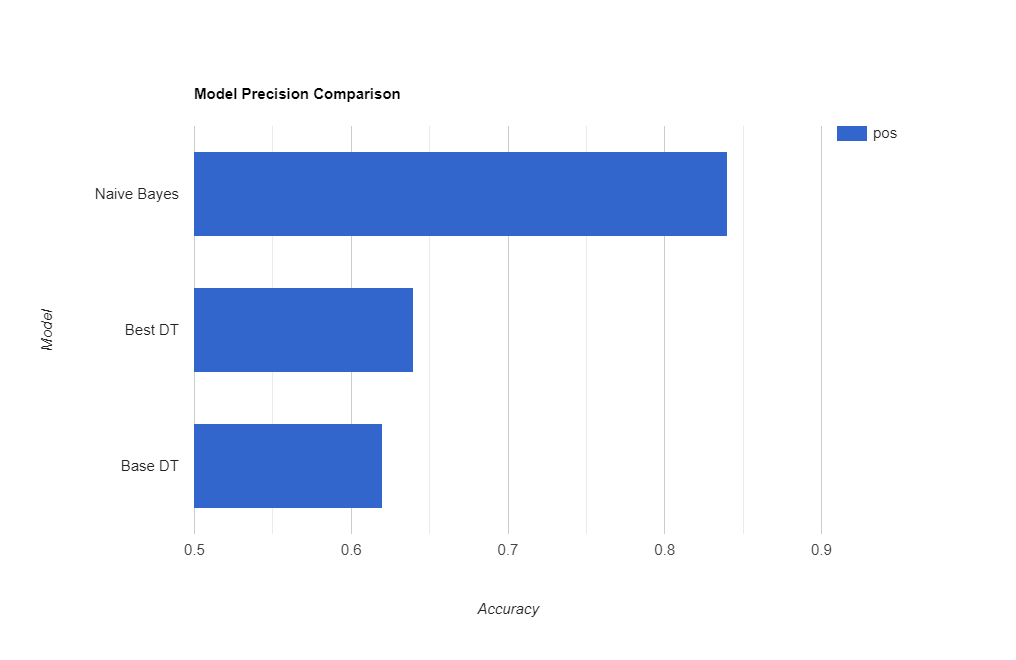 Model Precision Comparison
pos
Naive Bayes
Best DT
Base DT
Model
0.5 0.6 0.7 0.8 0.9
Accuracy